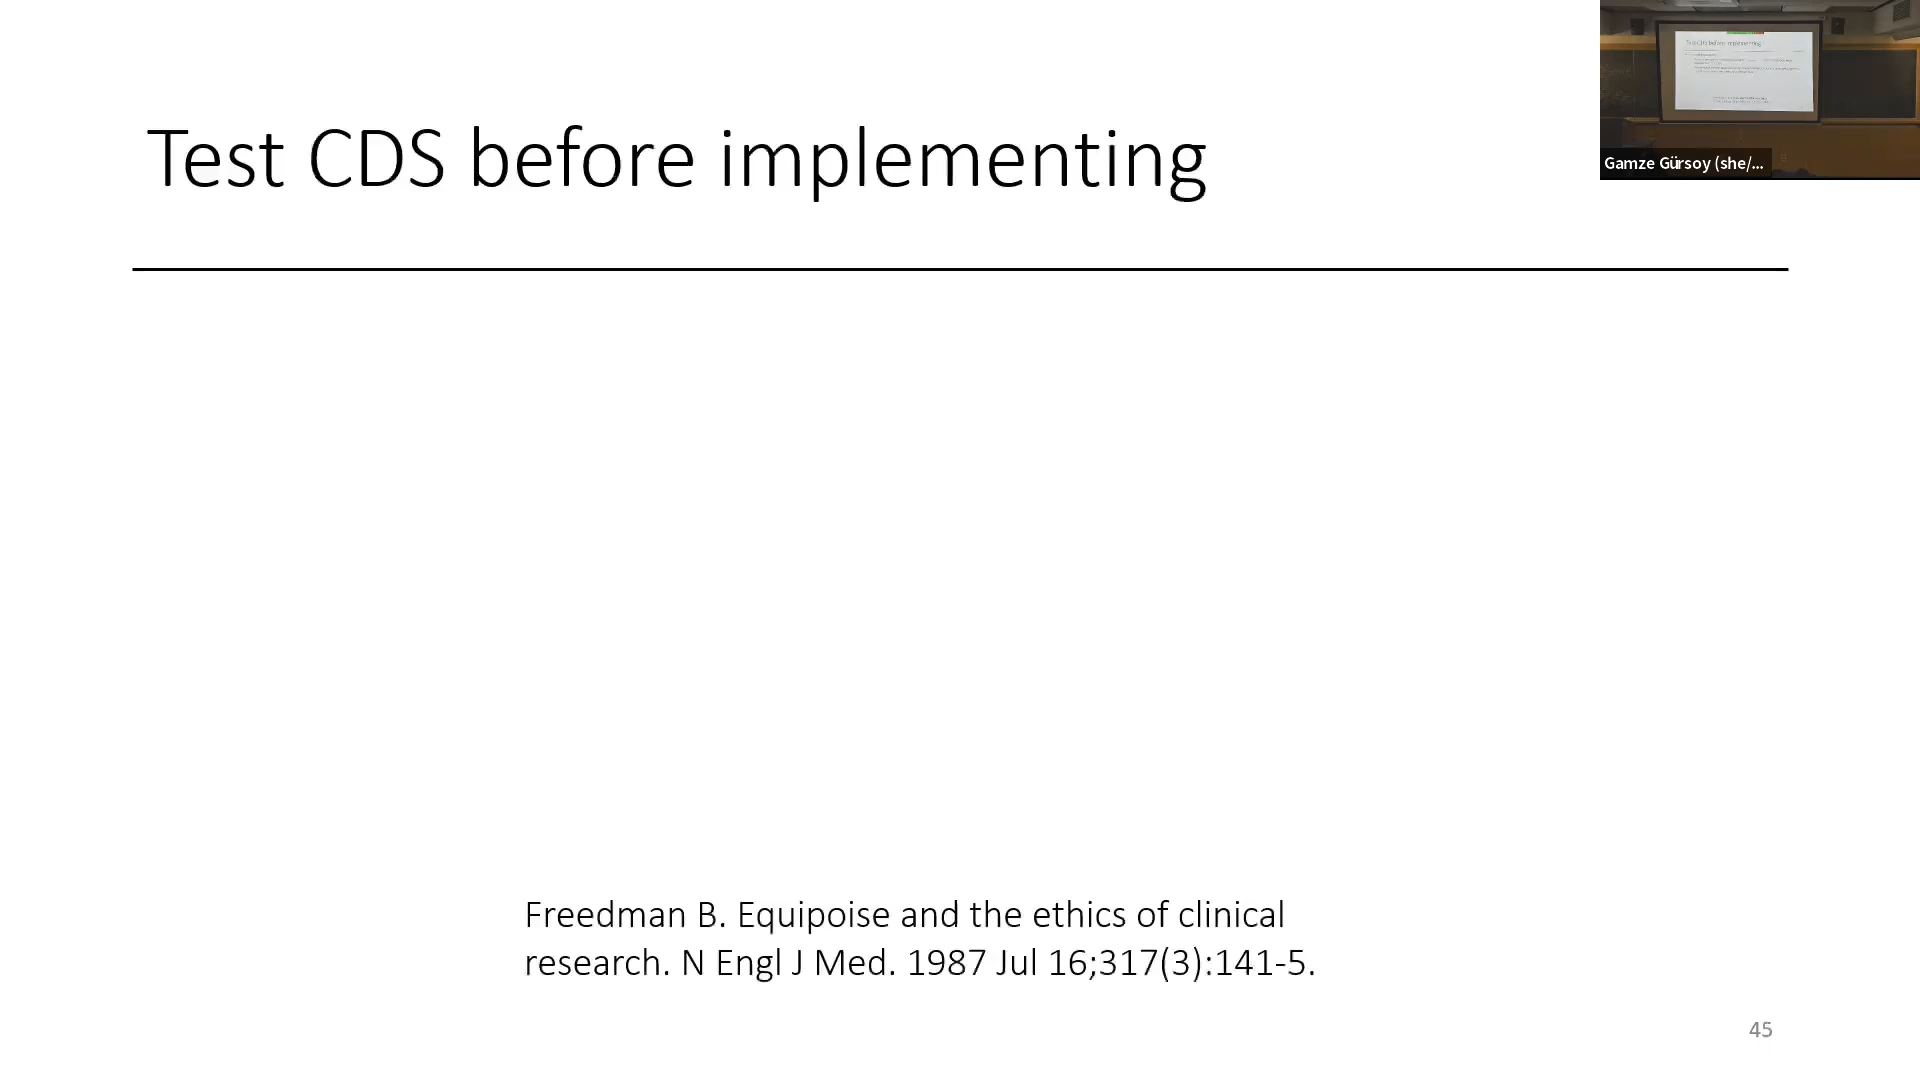 Test CDS before implementing
Gamze Gürsoy (she/...
Freedman B. Equipoise and the ethics of clinical
research. N Engl J Med. 1987 Jul 16;317(3):141-5.
45